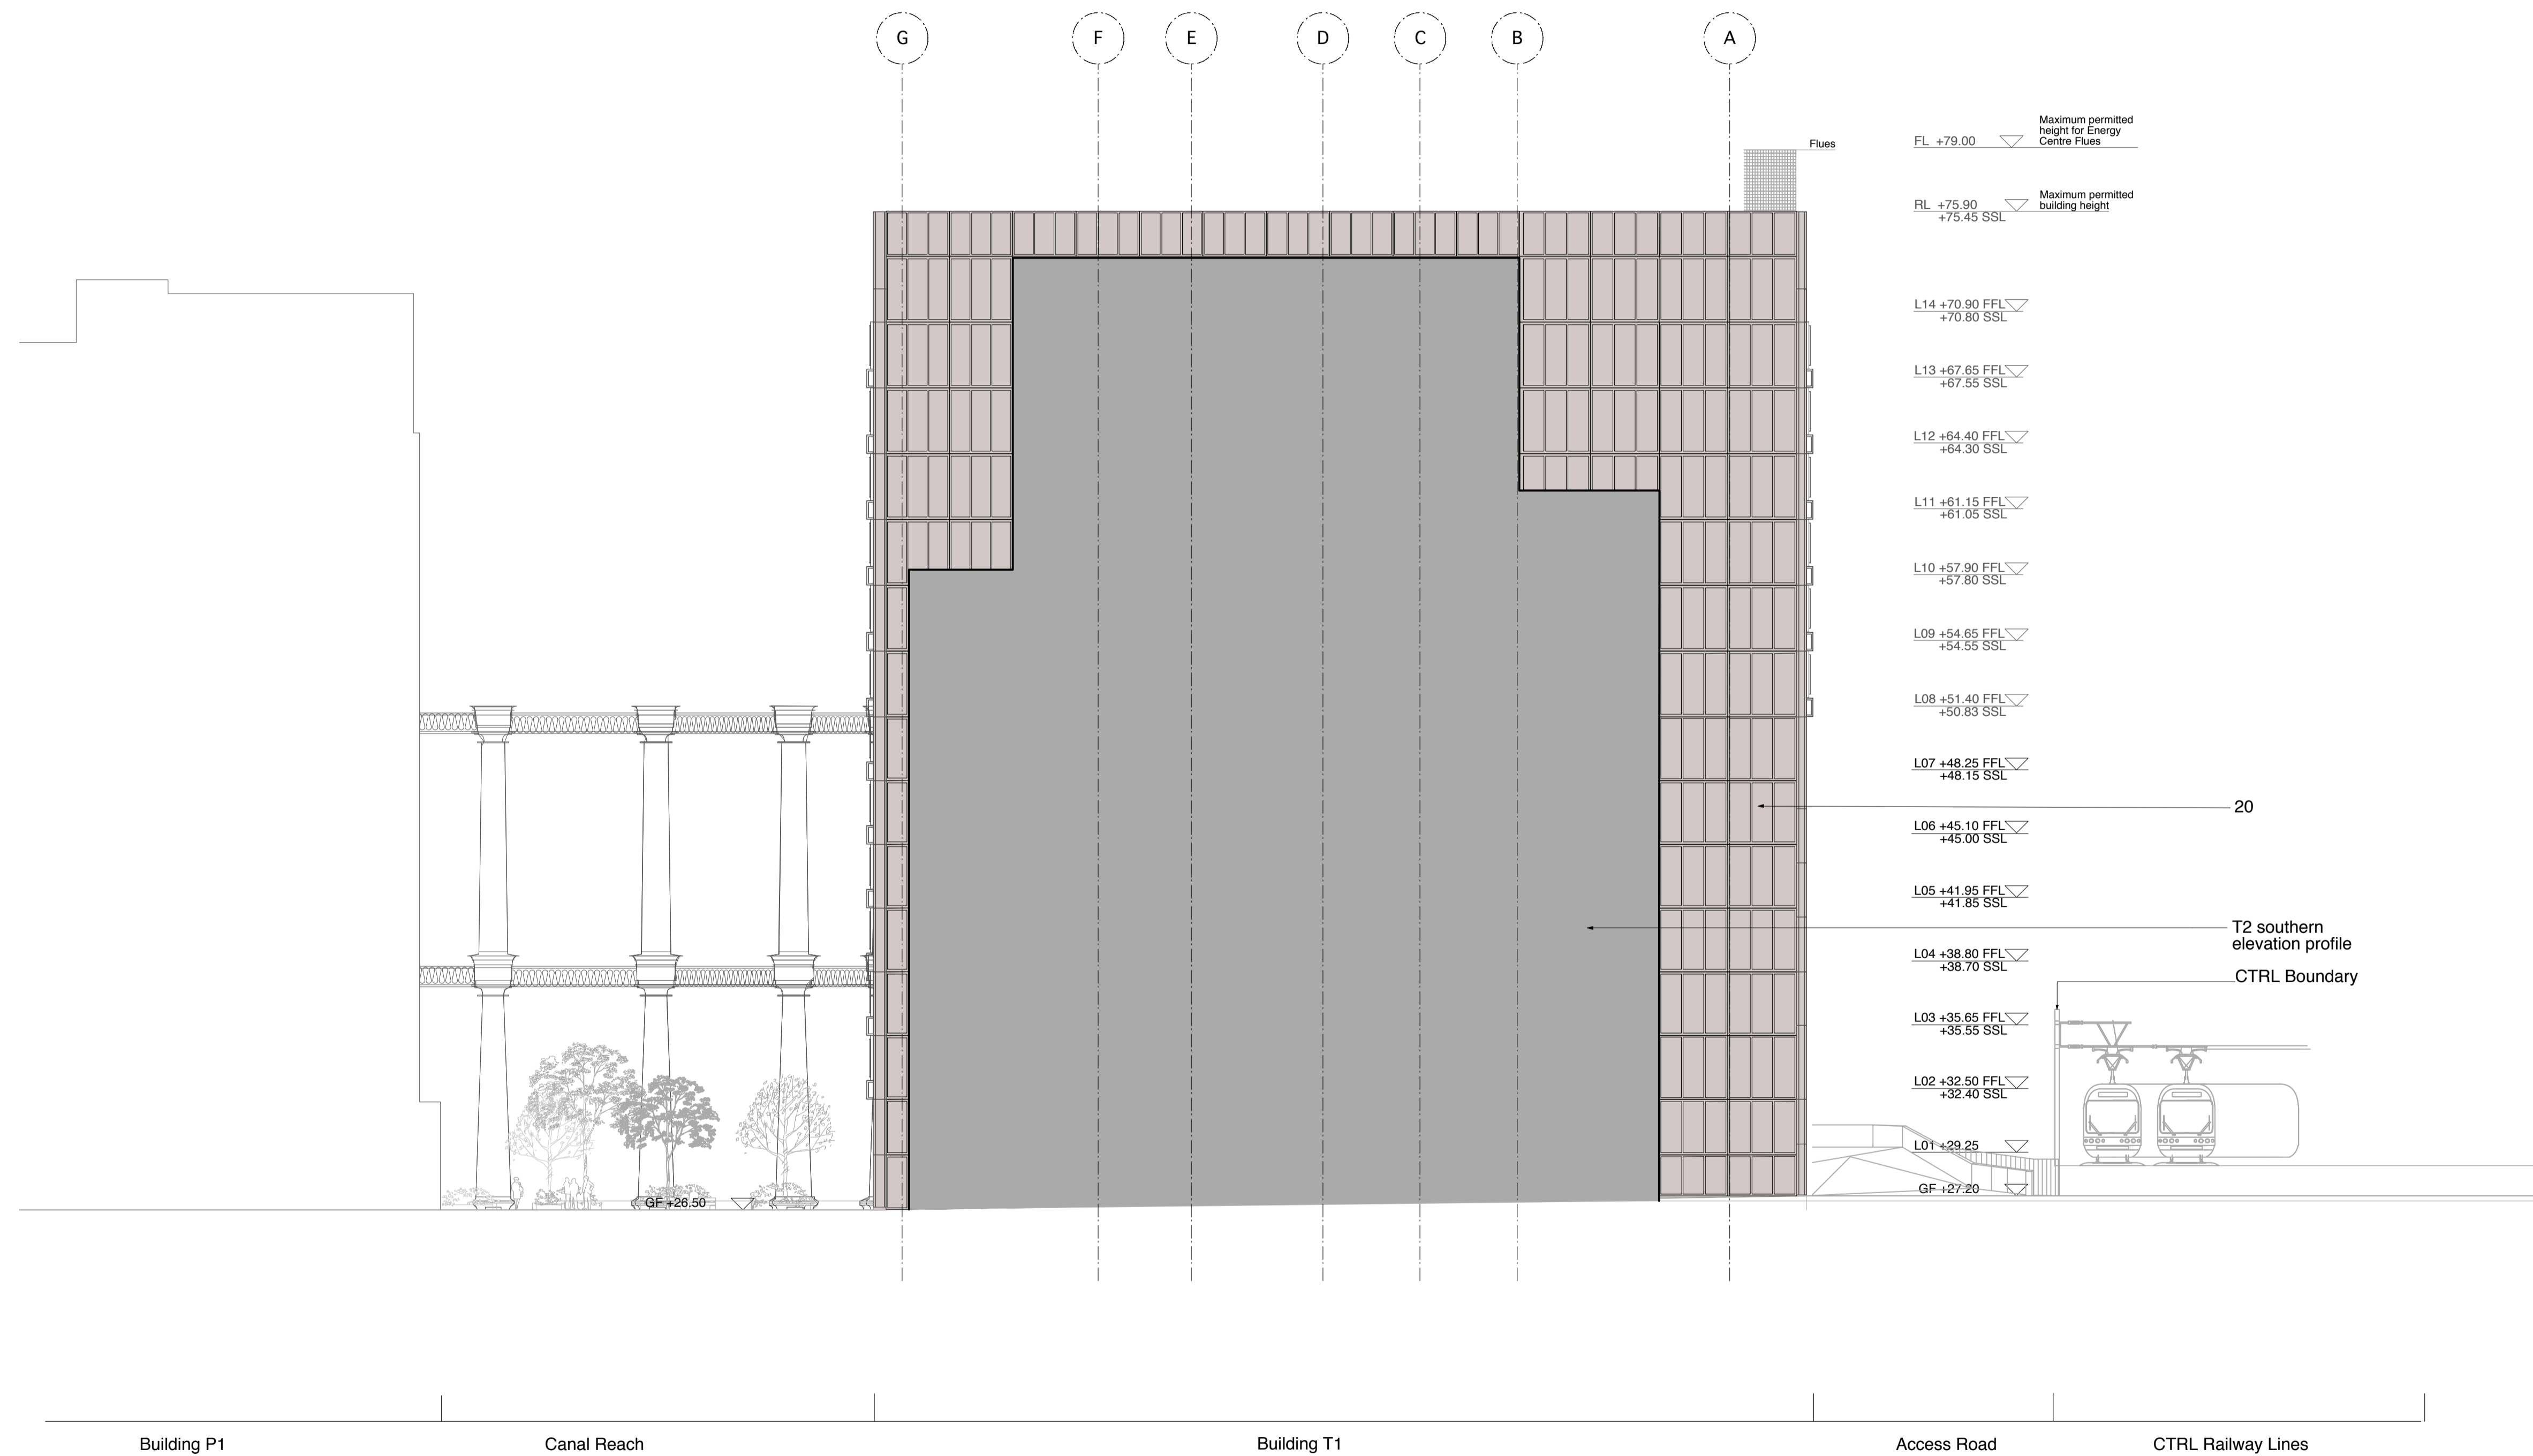 G
F
E
D
C
B
A
Flues
FL +79.00
Maximum permitted
height for Energy
Centre Flues
RL +75.90
+75.45 SSL
Maximum permitted
building height
L14 +70.90 FFL
+70.80 SSL
L13 +67.65 FFL
+67.55 SSL
L12 +64.40 FFL
+64.30 SSL
L11 +61.15 FFL
+61.05 SSL
L10 +57.90 FFL
+57.80 SSL
L09 +54.65 FFL
+54.55 SSL
L08 +51.40 FFL
+50.83 SSL
L07 +48.25 FFL
+48.15 SSL
20
L06 +45.10 FFL
+45.00 SSL
L05 +41.95 FFL
+41.85 SSL
T2 southern
elevation profile
L04 +38.80 FFL
+38.70 SSL
CTRL Boundary
L03 +35.65 FFL
+35.55 SSL
L02 +32.50 FFL
+32.40 SSL
L01 +29.25
GF +27.20
GF +26.50
Building P1
Canal Reach
Building T1
Access Road
CTRL Railway Lines